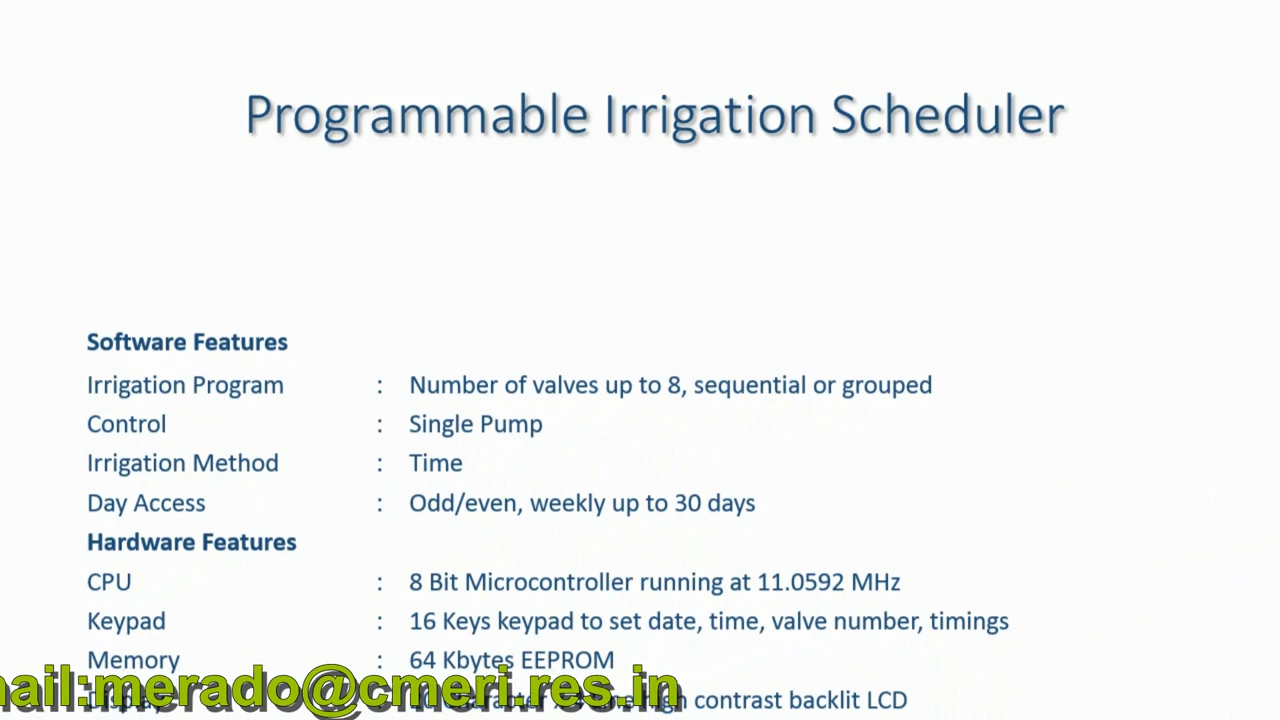 Programmable Irrigation Scheduler
Software Features
Irrigation Program : Number of valves up to 8, sequential or grouped
Control : Single Pump
Irrigation Method : Time
Day Access : Odd/even, weekly up to 30 days
Hardware Features
CPU : 8 Bit Microcontroller running at 11.0592 MHz
Keypad : 16 Keys keypad to set date, time, valve number, timings
Memory : 64 Kbytes EEPROM
Display contrast backlit LCD
nail:merado@cmeri.res.in